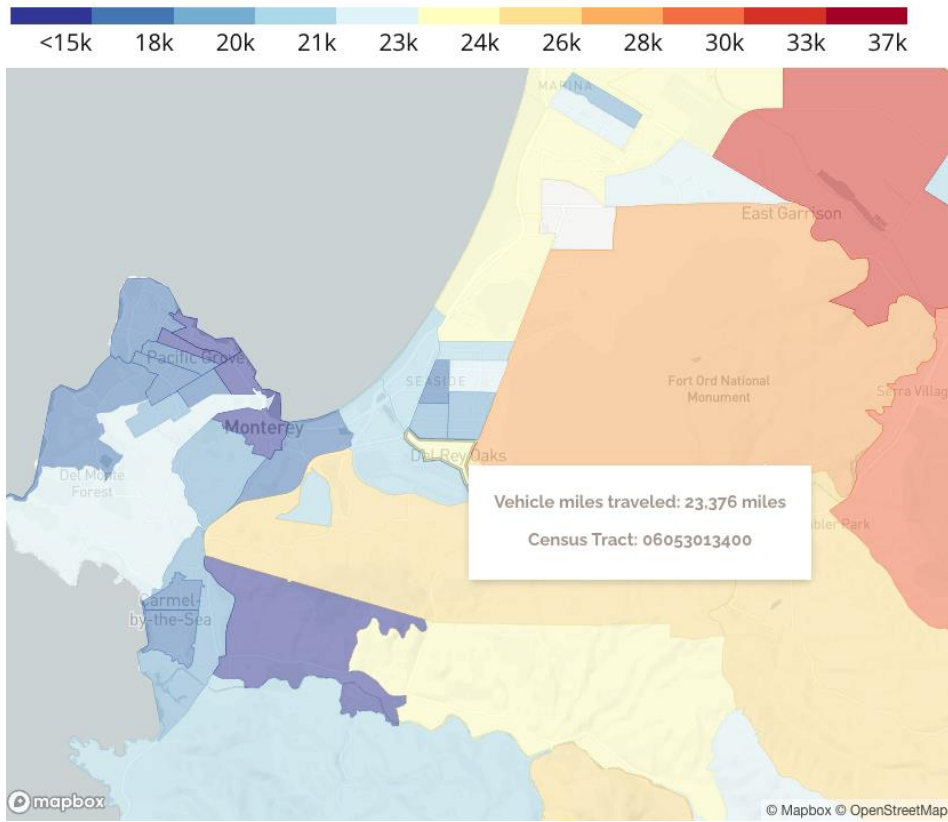 <15k 18k 20k 21k 23k 24k 26k 28k 30k 33k 37k
MARINA
East Garrison
Pacific Grove
SEASIDE
Fort Ord National
Monument
Serra Villag
Monterey
Del Rey Oaks
Del Monte
Forest
Vehicle miles traveled: 23,376 miles
Census Tract: 06053013400
bler Park
Carmel-
by-the-Sea
mapbox
© Mapbox © OpenStreetMap